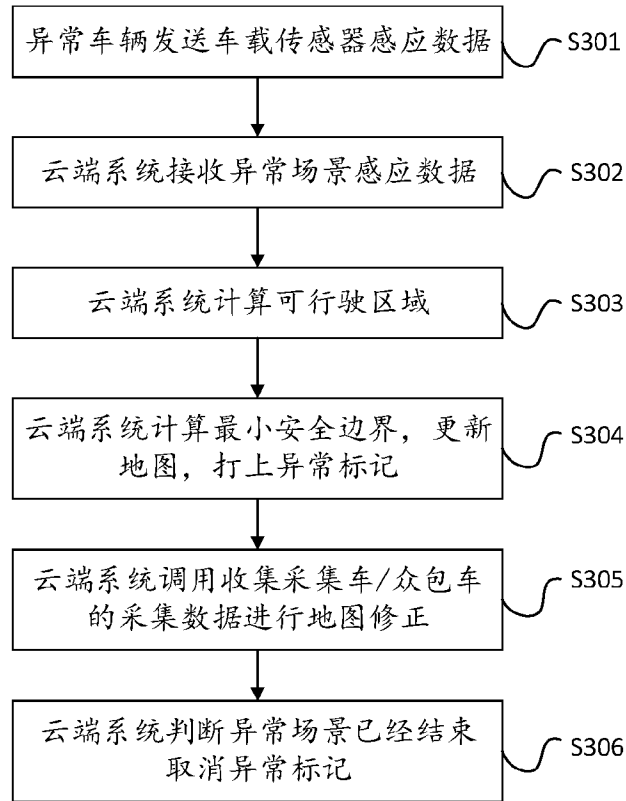 异常车辆发送车载传感器感应数据
S301
云端系统接收异常场景感应数据
S302
云端系统计算可行驶区域
S303
云端系统计算最小安全边界，更新
地图，打上异常标记
S304
云端系统调用收集采集车/众包车
的采集数据进行地图修正
S305
云端系统判断异常场景已经结束
取消异常标记
S306